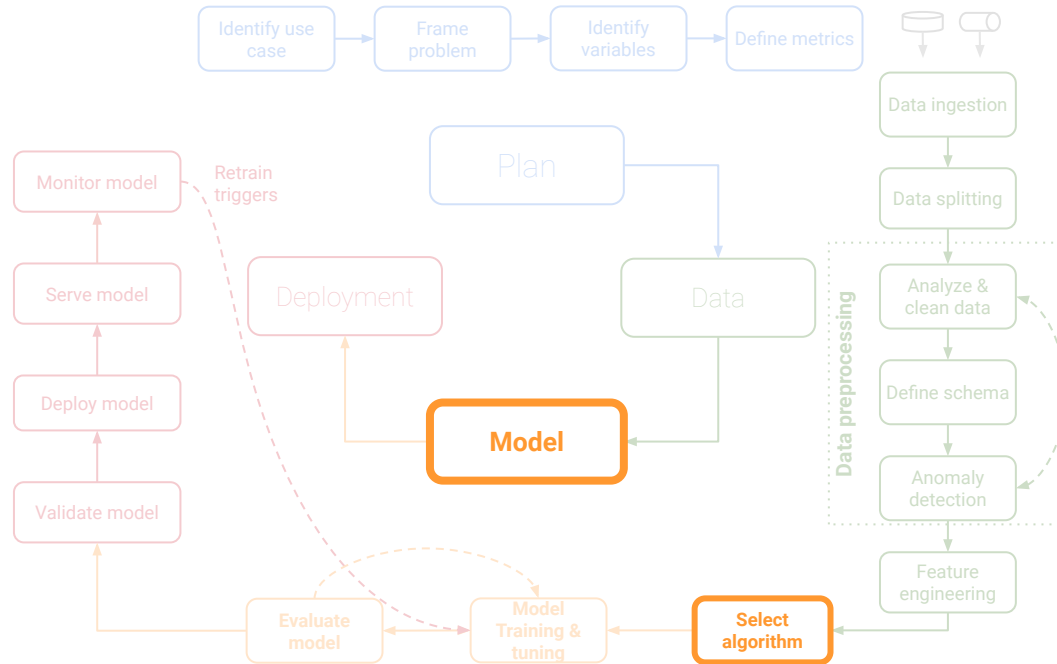 Identify use
case
Frame
problem
Identify
variables
Define metrics
Data ingestion
Data splitting
Data preprocessing
Analyze &
clean data
Define schema
Anomaly
detection
Feature
engineering
Plan
Data
Deployment
Model
Monitor model
Retrain
triggers
Serve model
Deploy model
Validate model
Evaluate
model
Model
Training &
tuning
Select
algorithm